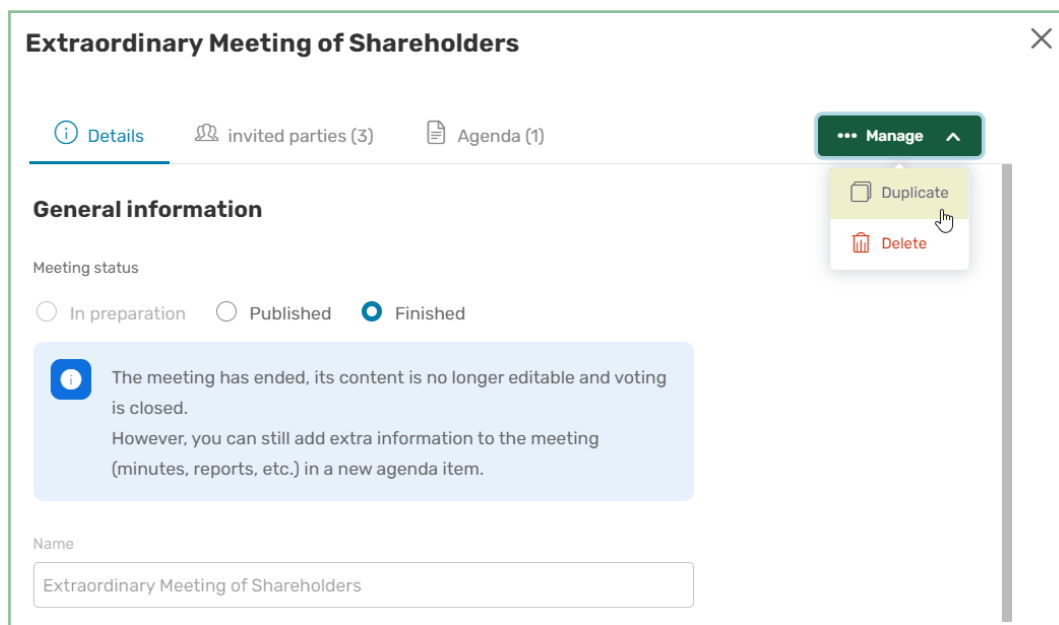 Extraordinary Meeting of Shareholders
Details
invited parties (3)
Agenda (1)
Manage
Duplicate
Delete
General information
Meeting status
In preparation
Published
Finished
The meeting has ended, its content is no longer editable and voting
is closed.
However, you can still add extra information to the meeting
(minutes, reports, etc.) in a new agenda item.
Name
Extraordinary Meeting of Shareholders